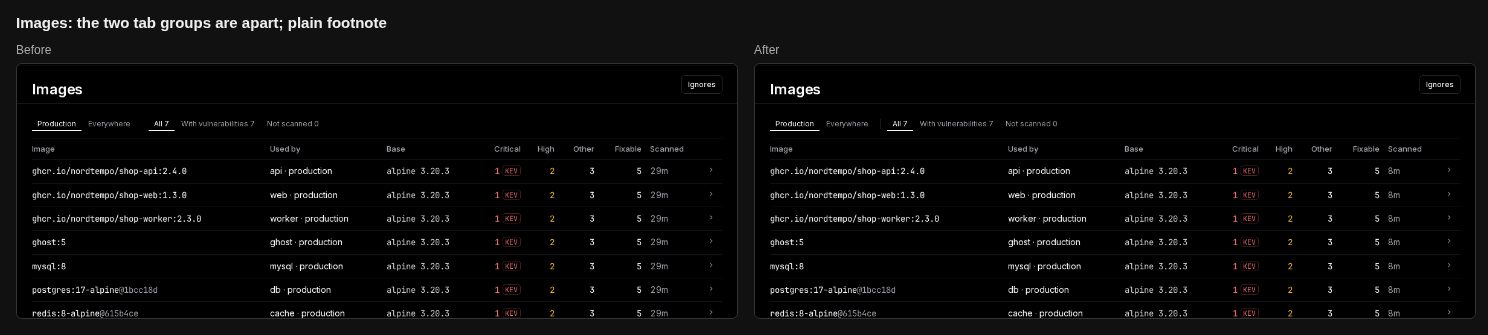 Images: the two tab groups are apart; plain footnote
Before
Images
Ignores
Production Everywhere All 7 With vulnerabilities 7 Not scanned 0
Image Used by Base Critical High Other Fixable Scanned
ghcr.io/nordtempo/shop-api:2.4.0 api · production alpine 3.20.3 1 KEV 2 3 5 29m ›
ghcr.io/nordtempo/shop-web:1.3.0 web · production alpine 3.20.3 1 KEV 2 3 5 29m ›
ghcr.io/nordtempo/shop-worker:2.3.0 worker · production alpine 3.20.3 1 KEV 2 3 5 29m ›
ghost:5 ghost · production alpine 3.20.3 1 KEV 2 3 5 29m ›
mysql:8 mysql · production alpine 3.20.3 1 KEV 2 3 5 29m ›
postgres:17-alpine@1bcc18d db · production alpine 3.20.3 1 KEV 2 3 5 29m ›
redis:8-alpine@615b4ce cache · production alpine 3.20.3 1 KEV 2 3 5 29m ›
After
Images
Ignores
Production Everywhere All 7 With vulnerabilities 7 Not scanned 0
Image Used by Base Critical High Other Fixable Scanned
ghcr.io/nordtempo/shop-api:2.4.0 api · production alpine 3.20.3 1 KEV 2 3 5 8m ›
ghcr.io/nordtempo/shop-web:1.3.0 web · production alpine 3.20.3 1 KEV 2 3 5 8m ›
ghcr.io/nordtempo/shop-worker:2.3.0 worker · production alpine 3.20.3 1 KEV 2 3 5 8m ›
ghost:5 ghost · production alpine 3.20.3 1 KEV 2 3 5 8m ›
mysql:8 mysql · production alpine 3.20.3 1 KEV 2 3 5 8m ›
postgres:17-alpine@1bcc18d db · production alpine 3.20.3 1 KEV 2 3 5 8m ›
redis:8-alpine@615b4ce cache · production alpine 3.20.3 1 KEV 2 3 5 8m ›